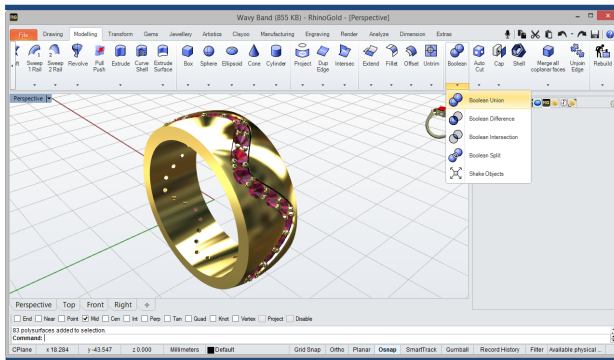 Wavy Band (855 KB) - RhinoGold - [Perspective]
File Drawing Modelling Transform Gems Jewellery Artistics Clayoo Manufacturing Engraving Render Analyze Dimension Extras
Sweep 1 Rail Sweep 2 Rail Revolve Pull Push Extrude Curve Shell Extrude Surface Box Sphere Ellipsoid Cone Cylinder Project Dup Edge Intersec Extend Fillet Offset Untrim Boolean Auto Cut Cap Shell Merge all coplanar faces Unjoin Edge Rebuild
Perspective
Boolean Union
Boolean Difference
Boolean Intersection
Boolean Split
Shake Objects
Perspective Top Front Right
End Near Point Mid Cen Int Perp Tan Quad Knot Vertex Project Disable
83 polysurfaces added to selection.
Command:
CPlane x 18.284 y -43.547 z 0.000 Millimeters Default Grid Snap Ortho Planar Osnap SmartTrack Gumball Record History Filter Available physical ...